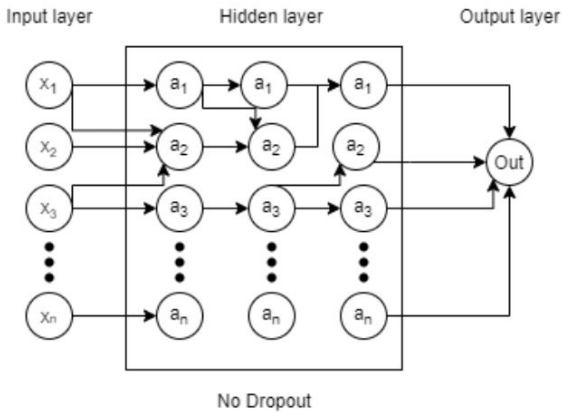 Input layer Hidden layer Output layer
x₁ a₁ a₁ a₁
x₂ a₂ a₂ a₂ Out
x₃ a₃ a₃ a₃
xₙ aₙ aₙ aₙ
No Dropout